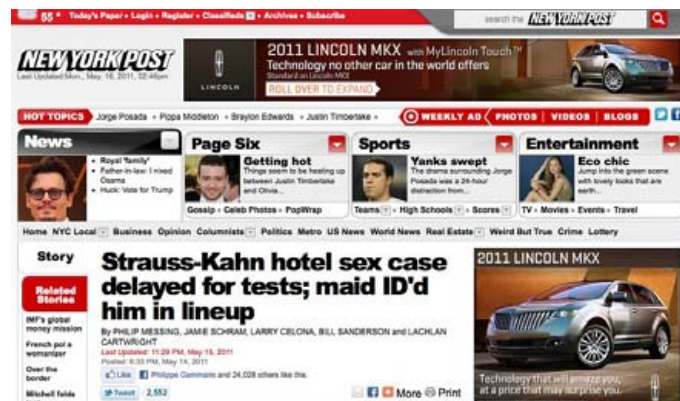 55° Today's Paper • Login • Register • Classifieds • Archives • Subscribe
search the NEW YORK POST
NEW YORK POST
Last Updated: Mon., May. 16, 2011, 02:46pm
LINCOLN
2011 LINCOLN MKX with MyLincoln Touch™
Technology no other car in the world offers
Standard on Lincoln MKX
ROLL OVER TO EXPAND
HOT TOPICS Jorge Posada • Pippa Middleton • Braylon Edwards • Justin Timberlake •
WEEKLY AD PHOTOS VIDEOS BLOGS
News
• Royal 'family'
• Father-in-law: I nixed
Osama
• Huck: Vote for Trump
Page Six
Getting hot
Things seem to be heating up
between Justin Timberlake
and Olivia...
Gossip • Celeb Photos • PopWrap
Sports
Yanks swept
The drama surrounding Jorge
Posada was a 24-hour
distraction from...
Teams • High Schools • Scores
Entertainment
Eco chic
Jump into the green scene
with lovely looks that are
earth...
TV • Movies • Events • Travel
Home NYC Local Business Opinion Columnists Politics Metro US News World News Real Estate Weird But True Crime Lottery
Story
Related
Stories
IMF's global
money mission
French pol a
womanizer
Over the
border
Mitchell folds
Strauss-Kahn hotel sex case
delayed for tests; maid ID'd
him in lineup
By PHILIP MESSING, JAMIE SCHRAM, LARRY CELONA, BILL SANDERSON and LACHLAN
CARTWRIGHT
Last Updated: 11:29 PM, May 15, 2011
Posted: 8:33 PM, May 14, 2011
Like Philippe Gammaire and 24,028 others like this.
Tweet 2,552
More Print
2011 LINCOLN MKX
Technology that will amaze you,
at a price that may surprise you.